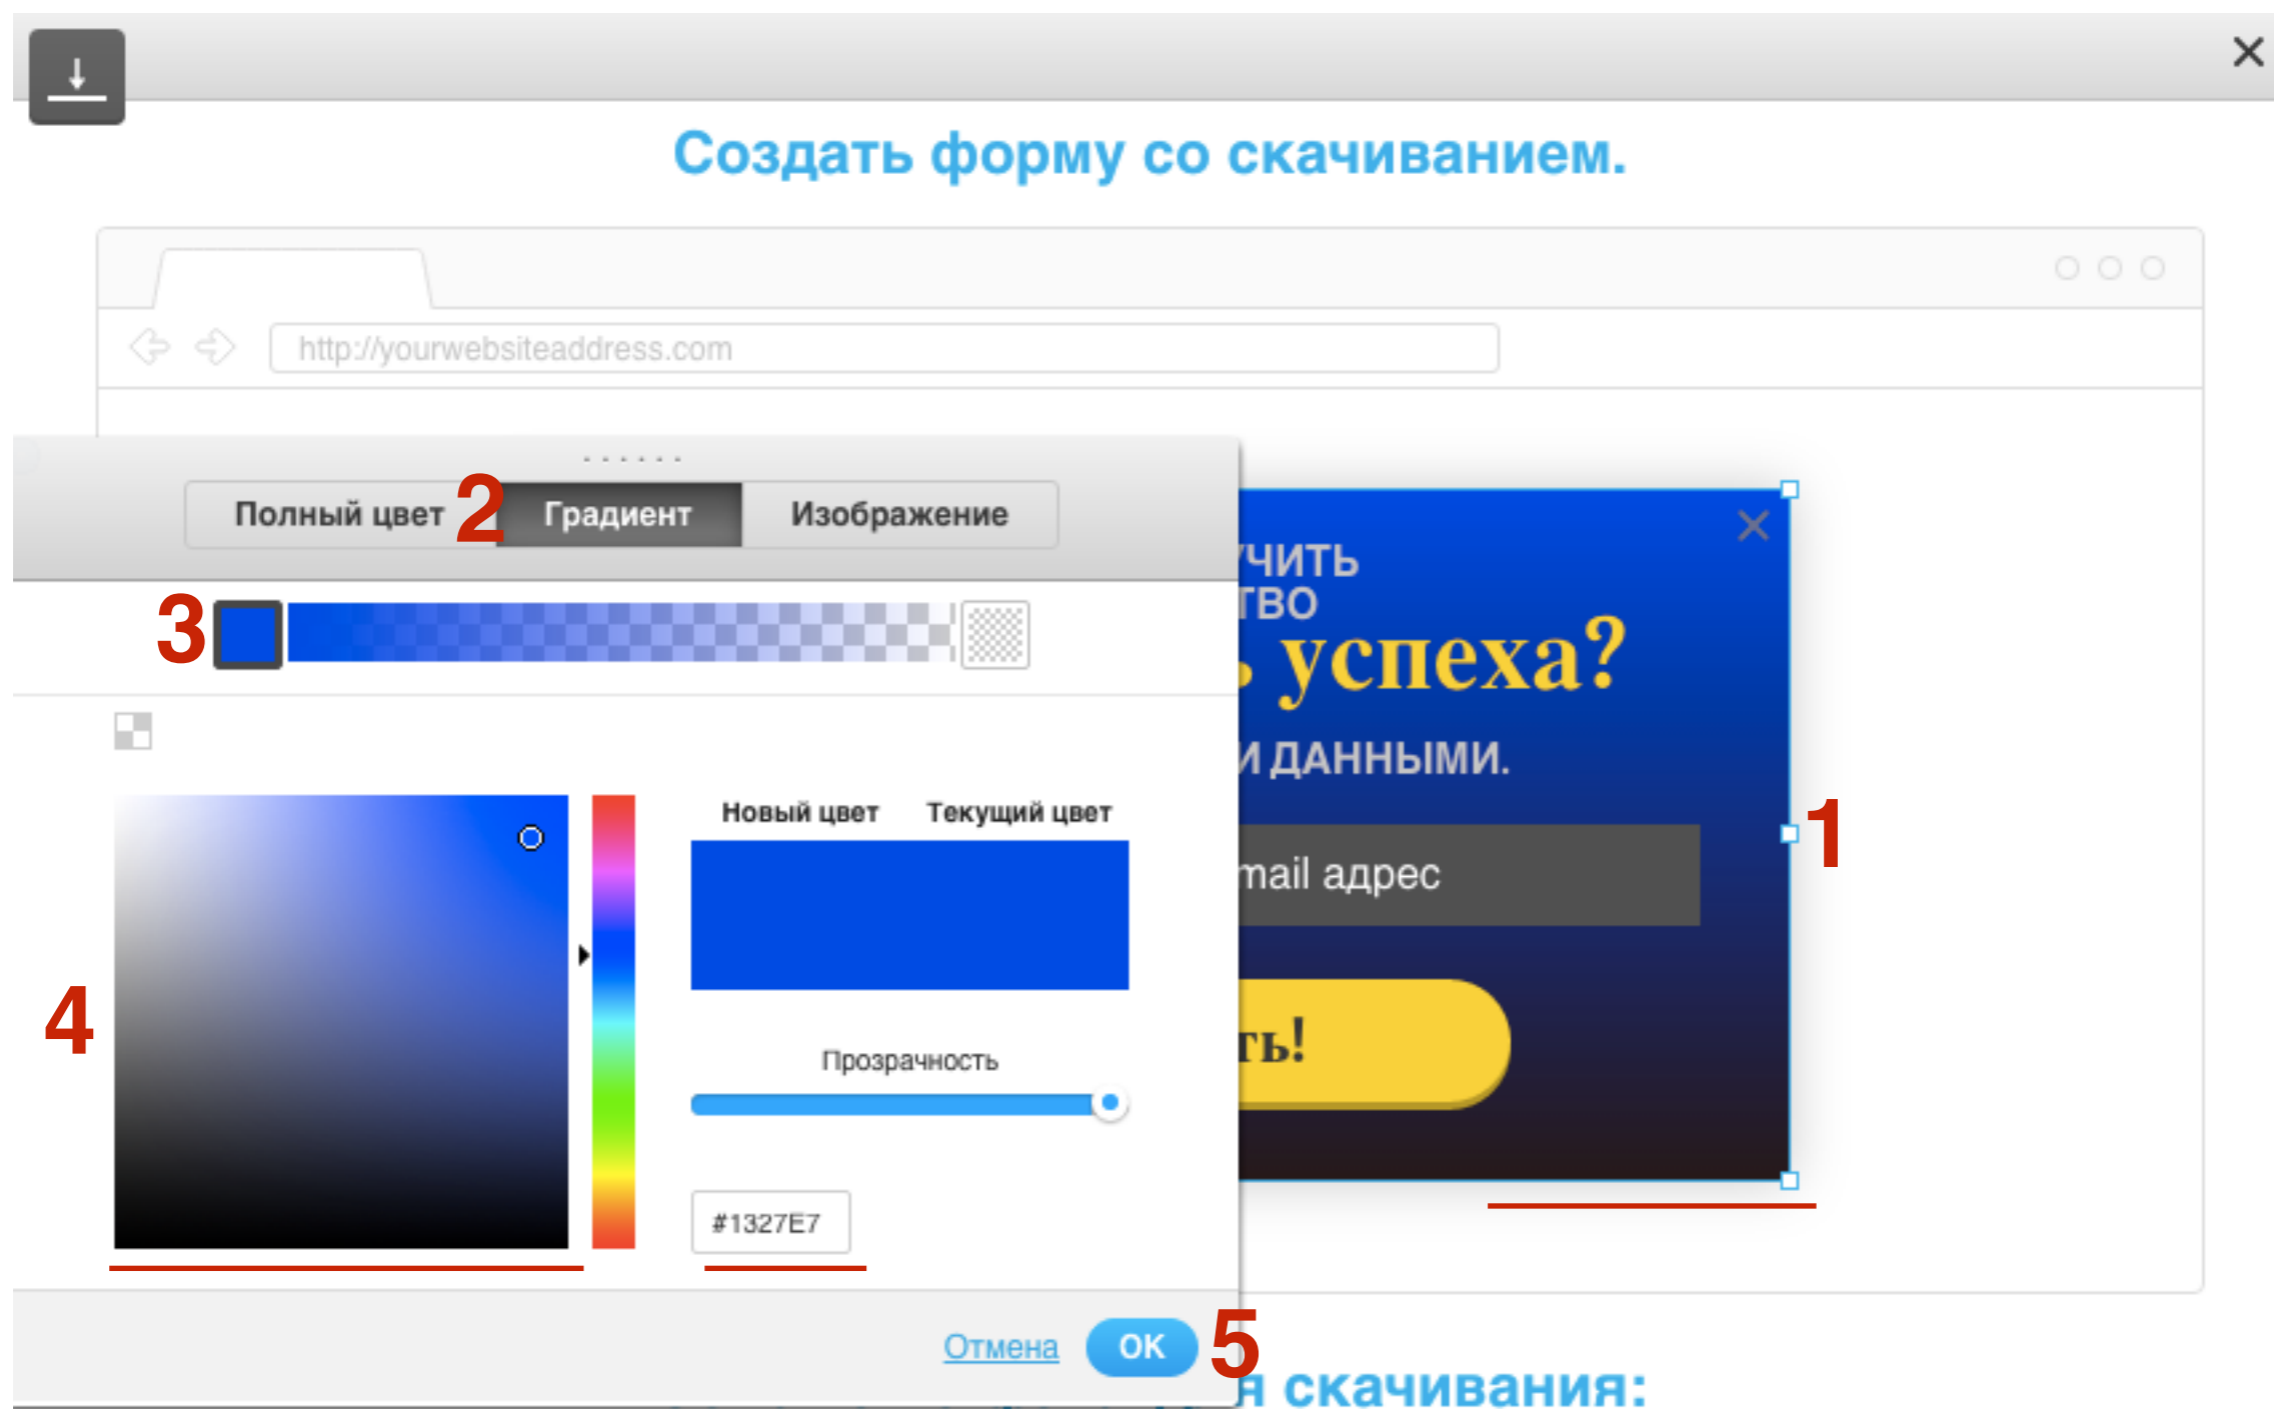 Создать форму со скачиванием.
http://yourwebsiteaddress.com
2
Полный цвет Градиент Изображение
3
УЧИТЬ
ТВО
успеха?
И ДАННЫМИ.
Новый цвет Текущий цвет
1
mail адрес
4
ть!
Прозрачность
#1327E7
Отмена OK 5
я скачивания: